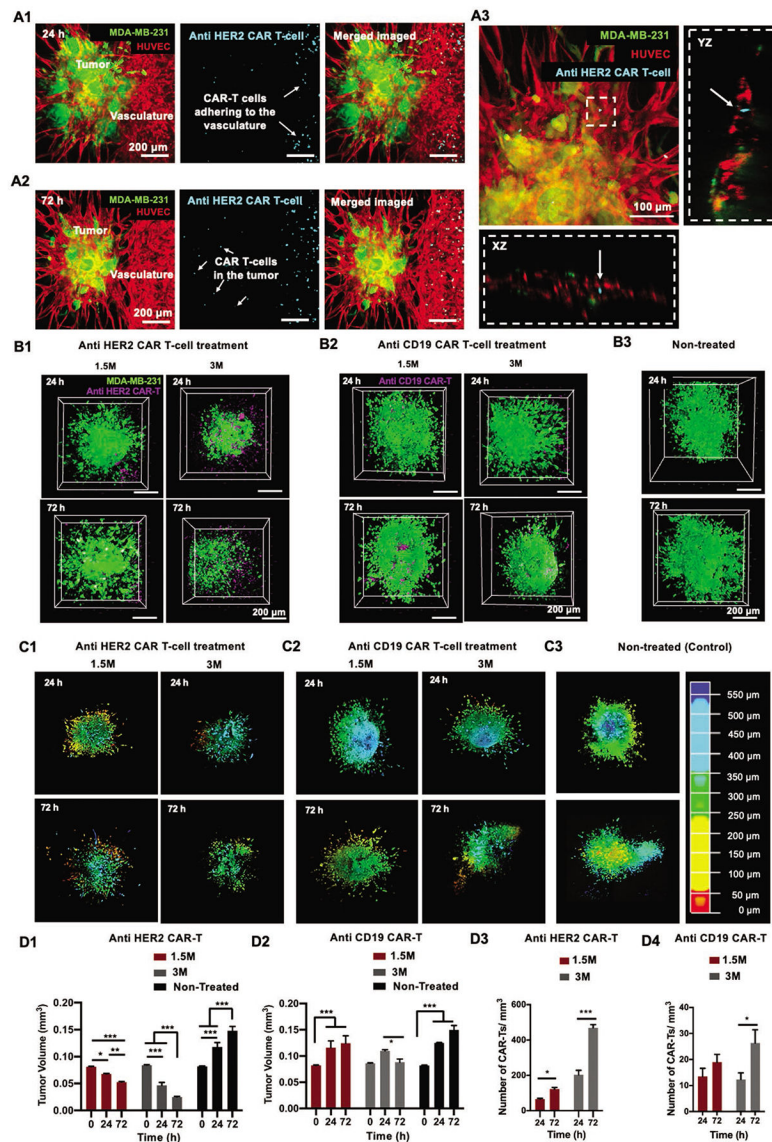 A1
24 h
MDA-MB-231
HUVEC
Tumor
Vasculature
200 µm
Anti HER2 CAR T-cell
CAR-T cells
adhering to the
vasculature
Merged imaged
A2
72 h
MDA-MB-231
HUVEC
Tumor
Vasculature
200 µm
Anti HER2 CAR T-cell
CAR T-cells
in the tumor
Merged imaged
A3
MDA-MB-231
HUVEC
Anti HER2 CAR T-cell
100 µm
YZ
XZ
B1
Anti HER2 CAR T-cell treatment
1.5M
3M
24 h
MDA-MB-231
Anti HER2 CAR-T
24 h
72 h
72 h
200 µm
B2
Anti CD19 CAR T-cell treatment
1.5M
3M
24 h
Anti CD19 CAR-T
24 h
72 h
72 h
200 µm
B3
Non-treated
24 h
72 h
200 µm
C1
Anti HER2 CAR T-cell treatment
1.5M
3M
24 h
24 h
72 h
72 h
C2
Anti CD19 CAR T-cell treatment
1.5M
3M
24 h
24 h
72 h
72 h
C3
Non-treated (Control)
24 h
72 h
550 µm
500 µm
450 µm
400 µm
350 µm
300 µm
250 µm
200 µm
150 µm
100 µm
50 µm
0 µm
D1
Anti HER2 CAR-T
1.5M
3M
Non-Treated
Tumor Volume (mm³)
0.20
0.15
0.10
0.05
0.00
***
*
**
***
***
***
***
0 24 72 0 24 72 0 24 72
Time (h)
D2
Anti CD19 CAR-T
1.5M
3M
Non-Treated
Tumor Volume (mm³)
0.20
0.15
0.10
0.05
0.00
***
*
***
0 24 72 0 24 72 0 24 72
Time (h)
D3
Anti HER2 CAR-T
1.5M
3M
Number of CAR-Ts/ mm³
600
400
200
0
*
***
24 72 24 72
Time (h)
D4
Anti CD19 CAR-T
1.5M
3M
Number of CAR-Ts/ mm³
40
30
20
10
0
*
24 72 24 72
Time (h)